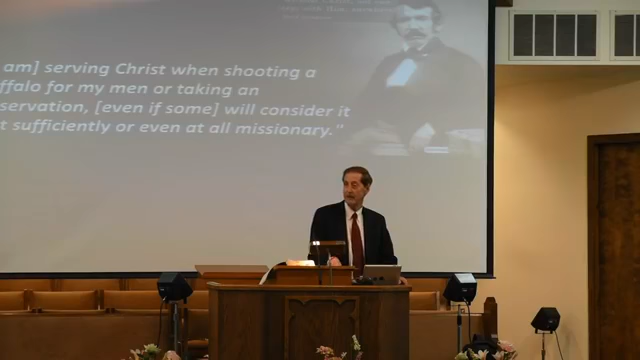 am] serving Christ when shooting a
ffalo for my men or taking an
servation, [even if some] will consider it
t sufficiently or even at all missionary."